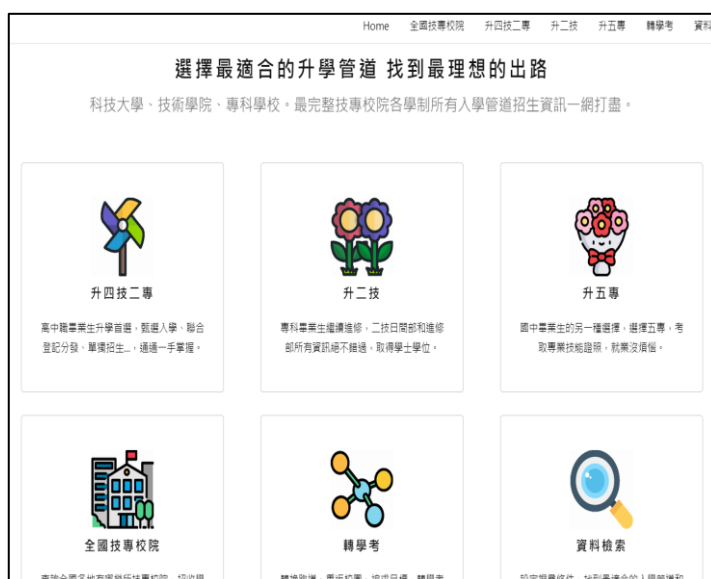 Home 全國技專校院 升四技二專 升二技 升五專 轉學考 資料
選擇最適合的升學管道 找到最理想的出路
科技大學、技術學院、專科學校。最完整技專校院各學制所有入學管道招生資訊一網打盡。
升四技二專
高中職畢業生升學首選，甄選入學、聯合
登記分發、單獨招生...，通通一手掌握。
升二技
專科畢業生繼續進修，二技日間部和進修
部所有資訊絕不錯過，取得學士學位。
升五專
國中畢業生的另一種選擇，選擇五專，考
取專業技能證照，就業沒煩惱。
全國技專校院
轉學考
資料檢索